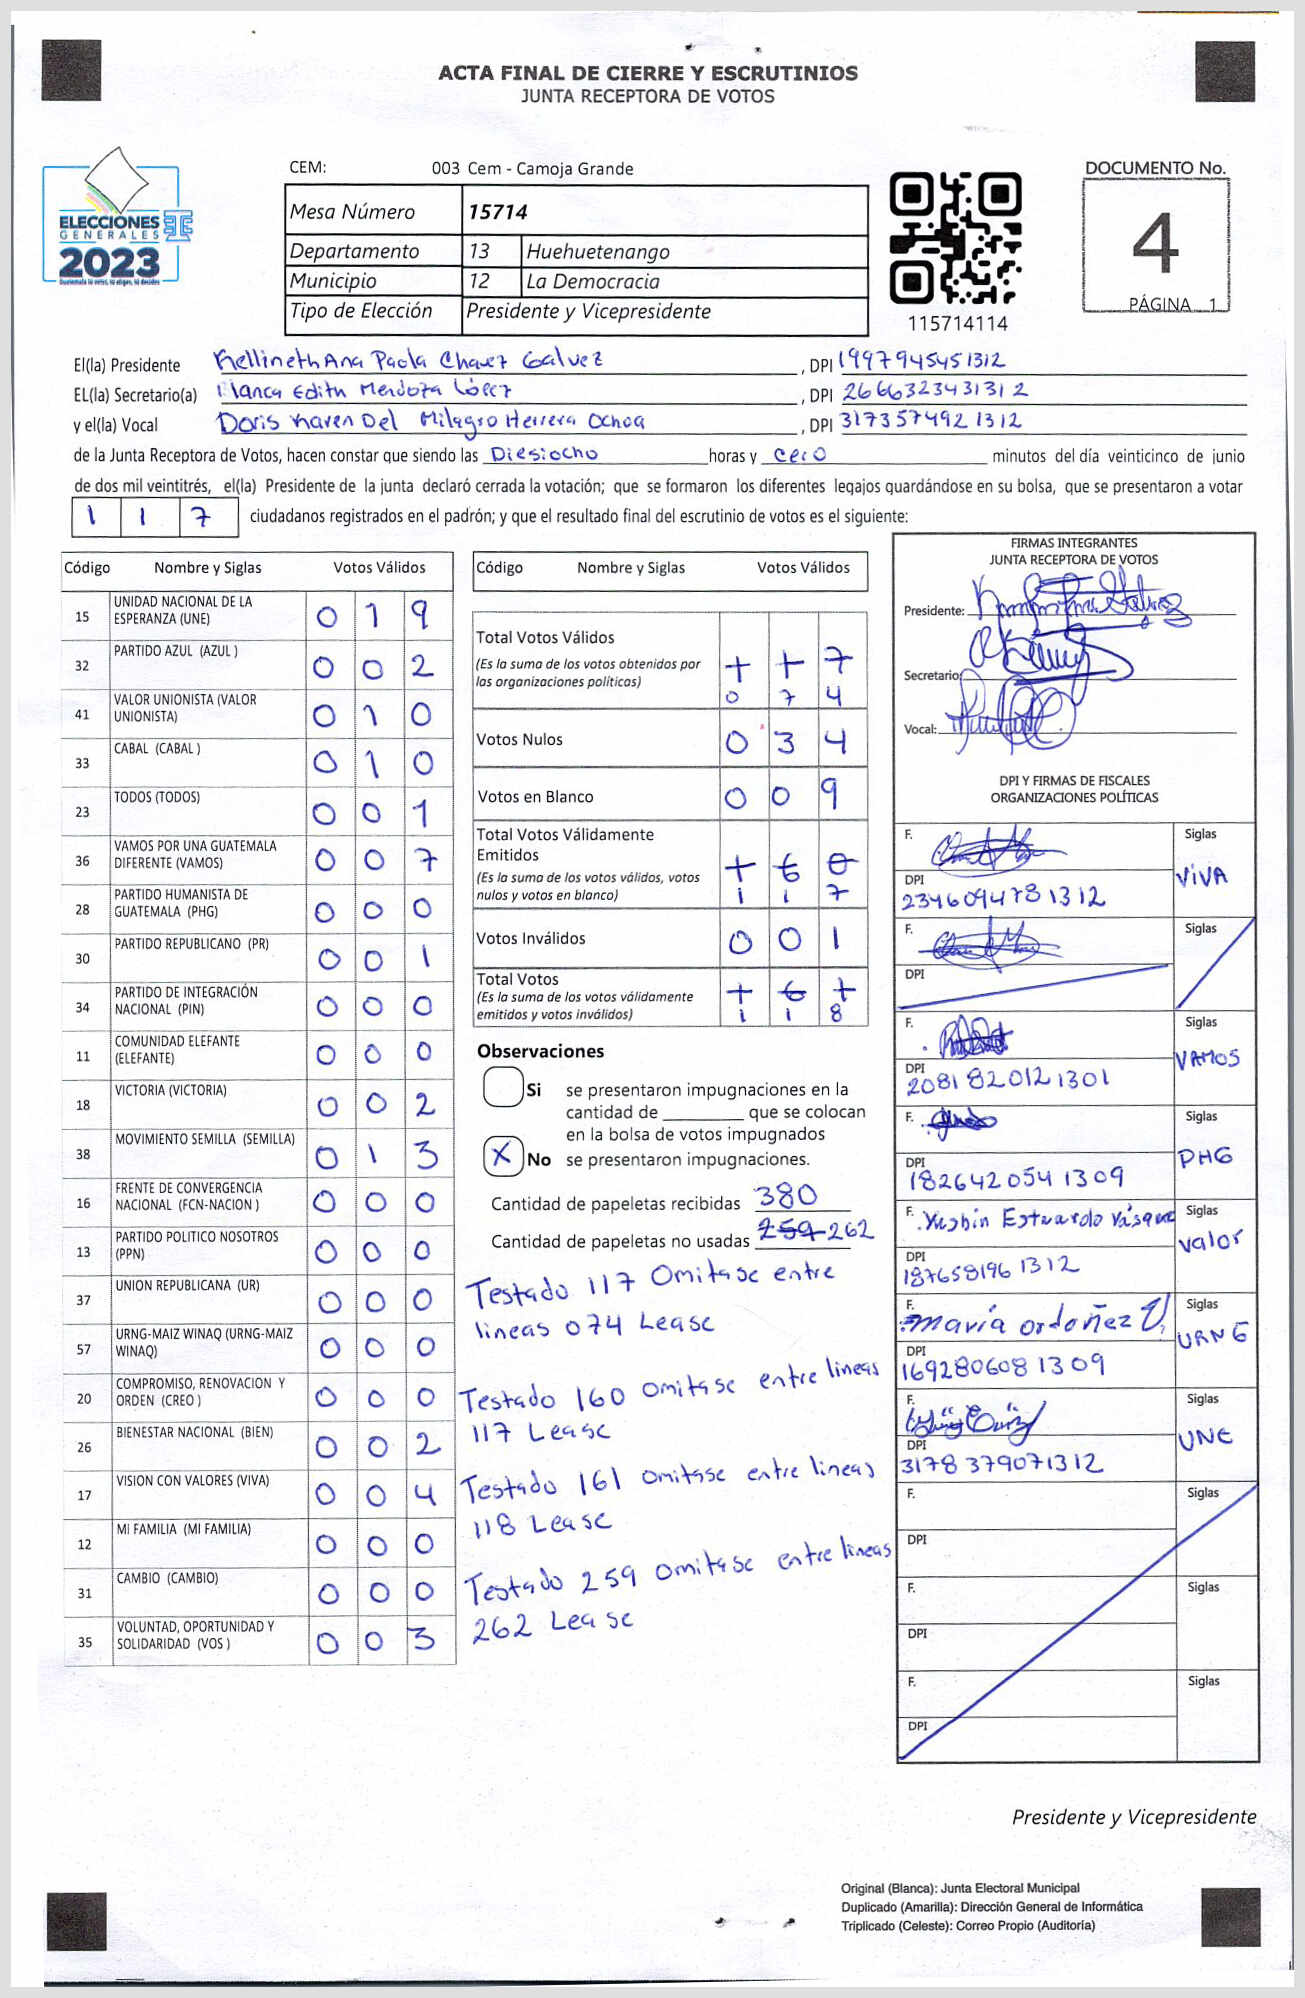 ACTA FINAL DE CIERRE Y ESCRUTINIOS
JUNTA RECEPTORA DE VOTOS
ELECCIONES
GENERALES
2023
CEM: 003 Cem - Camoja Grande
Mesa Número 15714
Departamento 13 Huehuetenango
Municipio 12 La Democracia
Tipo de Elección Presidente y Vicepresidente
115714114
DOCUMENTO No.
4
PÁGINA 1
El(la) Presidente Kellineth Ana Paola Chavez Galvez, DPI 1997945451312
EL(la) Secretario(a) Blanca Edith Mendoza López, DPI 2666323431312
y el(la) Vocal Doris Karen Del Milagro Herrera Ochoa, DPI 3173574921312
de la Junta Receptora de Votos, hacen constar que siendo las Diesiocho horas y cero minutos del día veinticinco de junio
de dos mil veintitrés, el(la) Presidente de la junta declaró cerrada la votación; que se formaron los diferentes legajos guardándose en su bolsa, que se presentaron a votar
1 1 7 ciudadanos registrados en el padrón; y que el resultado final del escrutinio de votos es el siguiente:
Código Nombre y Siglas Votos Válidos
15 UNIDAD NACIONAL DE LA ESPERANZA (UNE) 0 1 9
32 PARTIDO AZUL (AZUL ) 0 0 2
41 VALOR UNIONISTA (VALOR UNIONISTA) 0 1 0
33 CABAL (CABAL ) 0 1 0
23 TODOS (TODOS) 0 0 1
36 VAMOS POR UNA GUATEMALA DIFERENTE (VAMOS) 0 0 7
28 PARTIDO HUMANISTA DE GUATEMALA (PHG) 0 0 0
30 PARTIDO REPUBLICANO (PR) 0 0 1
34 PARTIDO DE INTEGRACIÓN NACIONAL (PIN) 0 0 0
11 COMUNIDAD ELEFANTE (ELEFANTE) 0 0 0
18 VICTORIA (VICTORIA) 0 0 2
38 MOVIMIENTO SEMILLA (SEMILLA) 0 1 3
16 FRENTE DE CONVERGENCIA NACIONAL (FCN-NACION ) 0 0 0
13 PARTIDO POLITICO NOSOTROS (PPN) 0 0 0
37 UNION REPUBLICANA (UR) 0 0 0
57 URNG-MAIZ WINAQ (URNG-MAIZ WINAQ) 0 0 0
20 COMPROMISO, RENOVACION Y ORDEN (CREO ) 0 0 0
26 BIENESTAR NACIONAL (BIEN) 0 0 2
17 VISION CON VALORES (VIVA) 0 0 4
12 MI FAMILIA (MI FAMILIA) 0 0 0
31 CAMBIO (CAMBIO) 0 0 0
35 VOLUNTAD, OPORTUNIDAD Y SOLIDARIDAD (VOS ) 0 0 3
Código Nombre y Siglas Votos Válidos
Total Votos Válidos 1 1 7
(Es la suma de los votos obtenidos por
las organizaciones políticas) 0 7 4
Votos Nulos 0 3 4
Votos en Blanco 0 0 9
Total Votos Válidamente
Emitidos 1 6 0
(Es la suma de los votos válidos, votos
nulos y votos en blanco) 1 1 7
Votos Inválidos 0 0 1
Total Votos 1 6 1
(Es la suma de los votos válidamente
emitidos y votos inválidos) 1 1 8
Observaciones
Si se presentaron impugnaciones en la
cantidad de ________ que se colocan
en la bolsa de votos impugnados
X No se presentaron impugnaciones.
Cantidad de papeletas recibidas 380
Cantidad de papeletas no usadas 259 262
Testado 117 Omitase entre
lineas 074 Lease
Testado 160 omitase entre lineas
117 Lease
Testado 161 omitase entre lineas
118 Lease
Testado 259 omitase entre lineas
262 Lease
FIRMAS INTEGRANTES
JUNTA RECEPTORA DE VOTOS
Presidente:
Secretario:
Vocal:
DPI Y FIRMAS DE FISCALES
ORGANIZACIONES POLÍTICAS
F. Siglas
VIVA
DPI
2346094781312
F. Siglas
DPI
F. Siglas
VAMOS
DPI
2081820121301
F. Siglas
PHG
DPI
1826420541309
F. Yusbin Estuardo Vásquez Siglas
valor
DPI
1876581961312
F. María Ordoñez V. Siglas
URNG
DPI
1692806081309
F. Siglas
UNE
DPI
3178379071312
F. Siglas
DPI
F. Siglas
DPI
F. Siglas
DPI
Presidente y Vicepresidente
Original (Blanca): Junta Electoral Municipal
Duplicado (Amarilla): Dirección General de Informática
Triplicado (Celeste): Correo Propio (Auditoría)